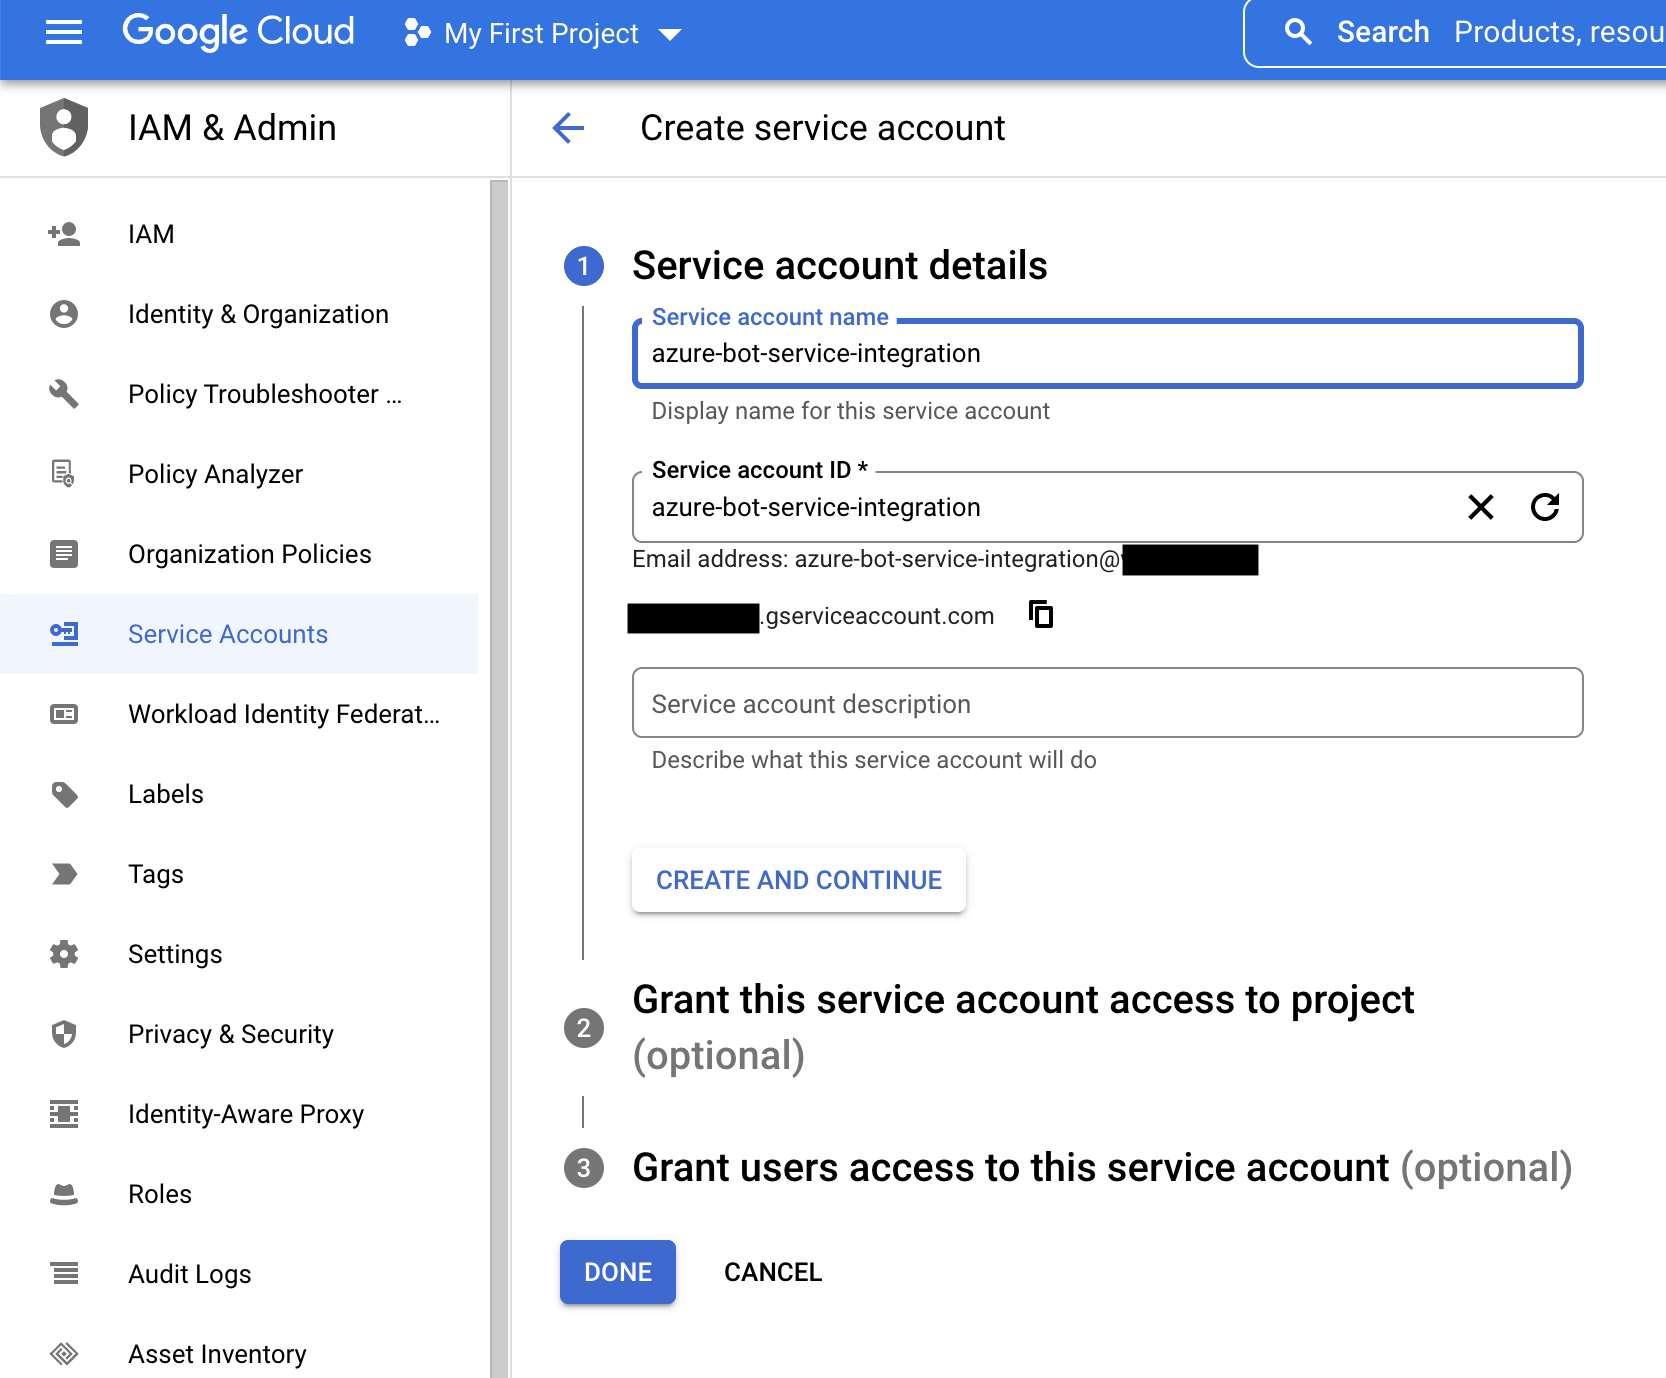 Google Cloud
My First Project
Search Products, resou
IAM & Admin
Create service account
IAM
Identity & Organization
Policy Troubleshooter ...
Policy Analyzer
Organization Policies
Service Accounts
Workload Identity Federat...
Labels
Tags
Settings
Privacy & Security
Identity-Aware Proxy
Roles
Audit Logs
Asset Inventory
1 Service account details
Service account name
azure-bot-service-integration
Display name for this service account
Service account ID *
azure-bot-service-integration
Email address: azure-bot-service-integration@
.gserviceaccount.com
Service account description
Describe what this service account will do
CREATE AND CONTINUE
2 Grant this service account access to project
(optional)
3 Grant users access to this service account (optional)
DONE CANCEL